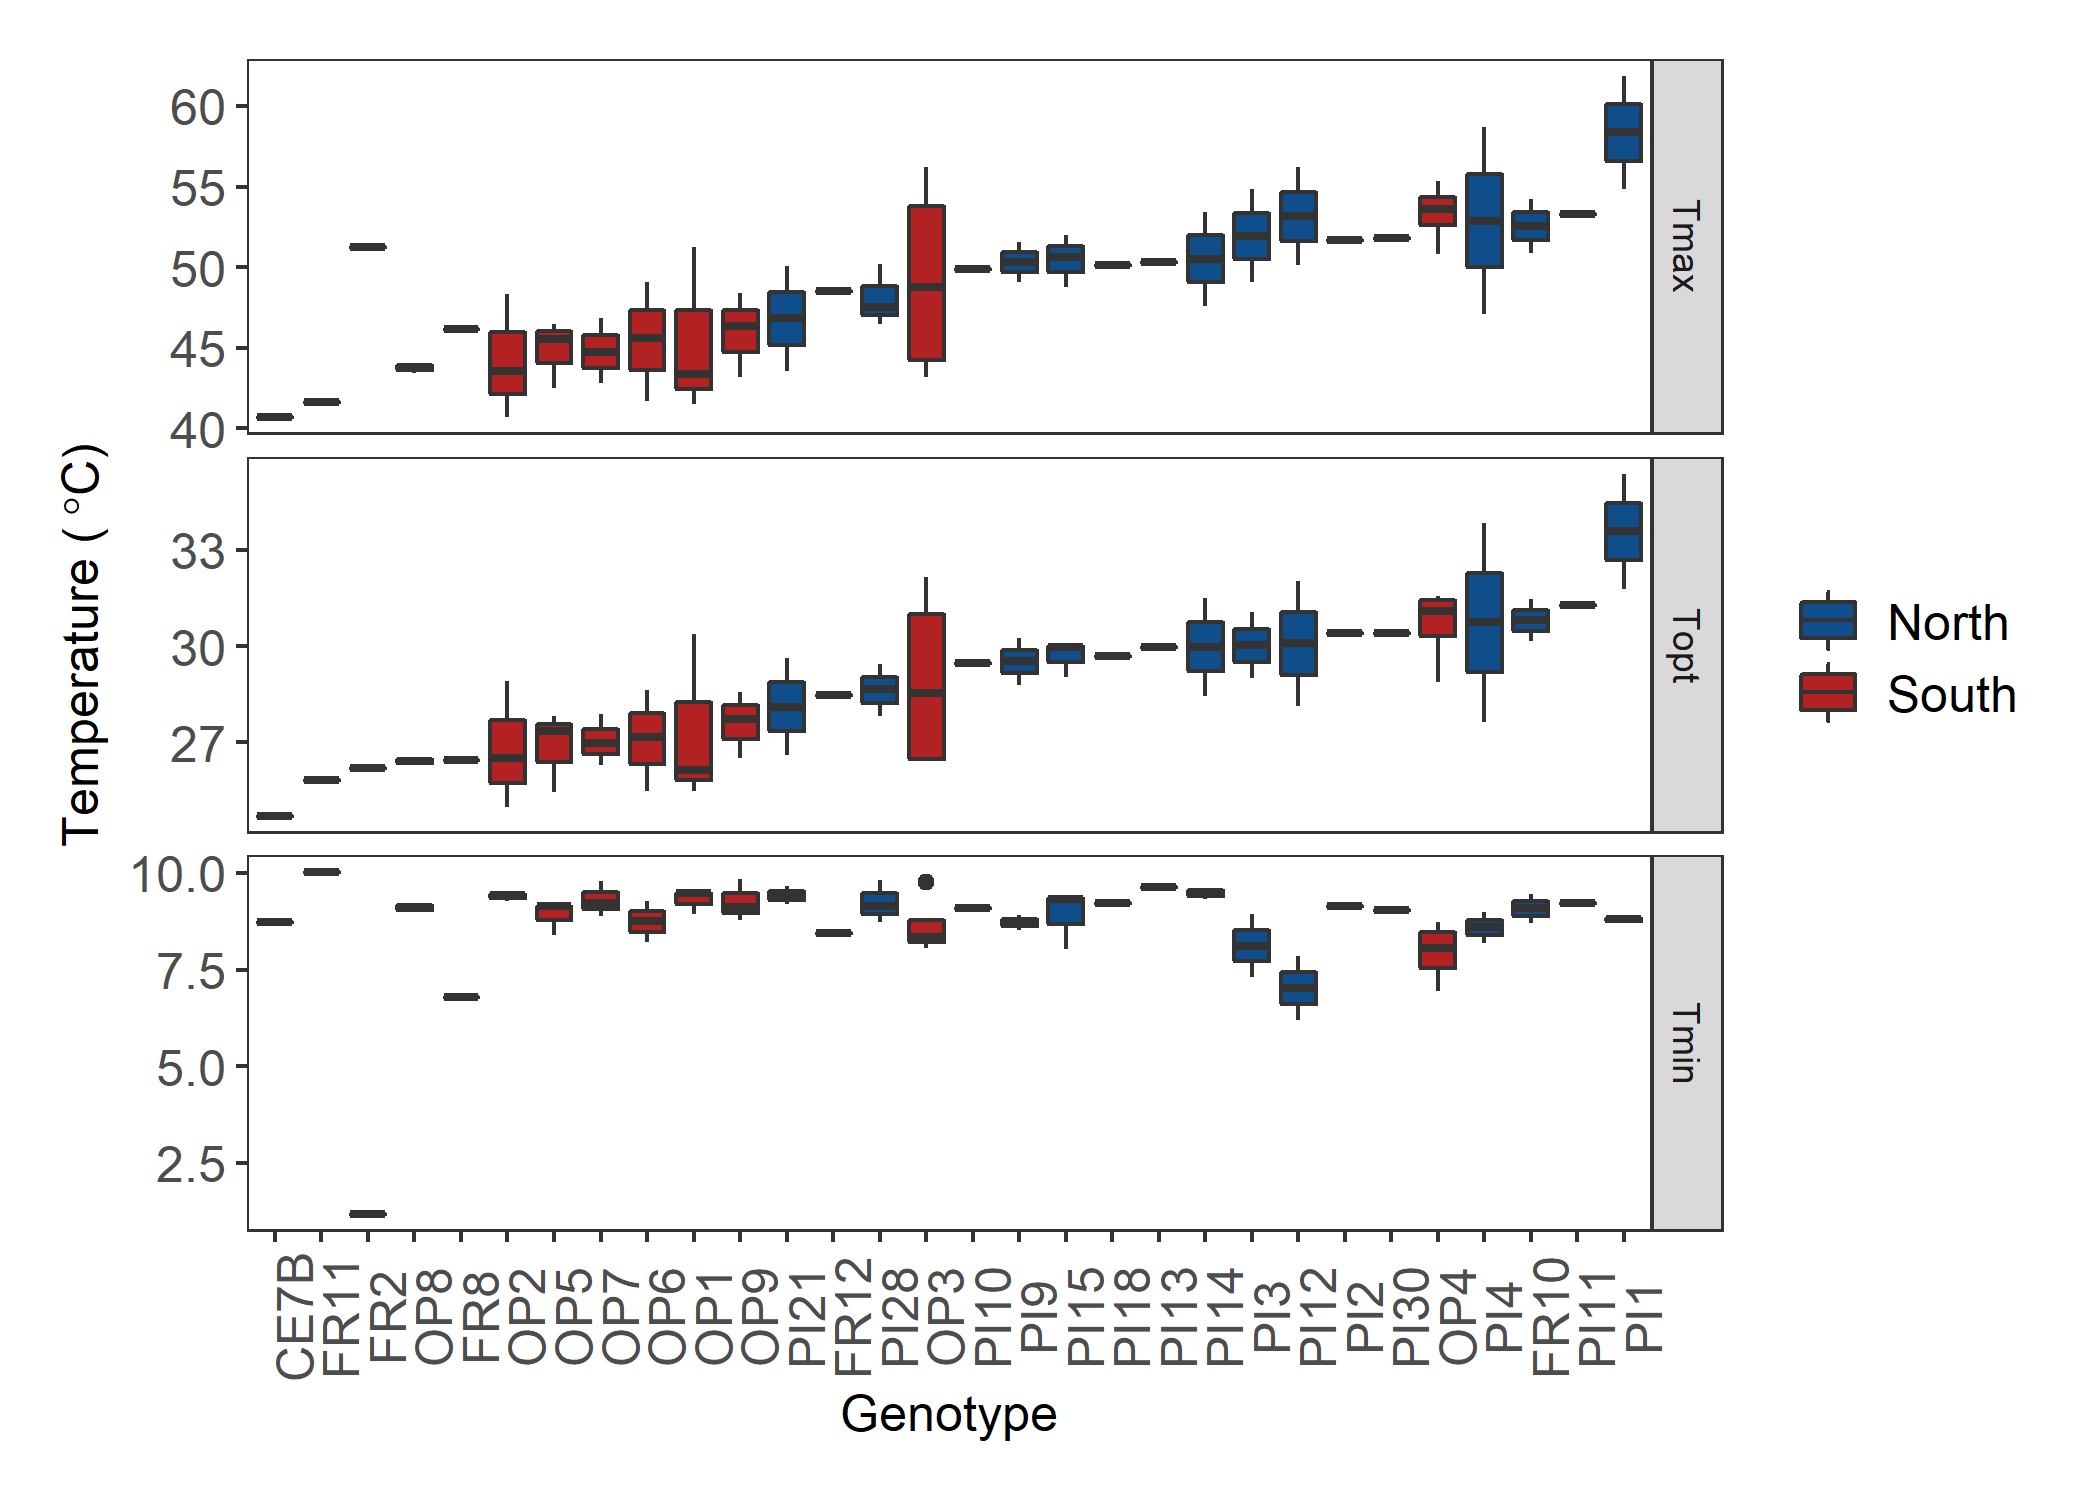 60
55
50
45
40
Tmax
33
30
27
Topt
10.0
7.5
5.0
2.5
Tmin
Temperature ( °C)
CE7B
FR11
FR2
OP8
FR8
OP2
OP5
OP7
OP6
OP1
OP9
PI21
FR12
PI28
OP3
PI10
PI9
PI15
PI18
PI13
PI14
PI3
PI12
PI2
PI30
OP4
PI4
FR10
PI11
PI1
Genotype
North
South